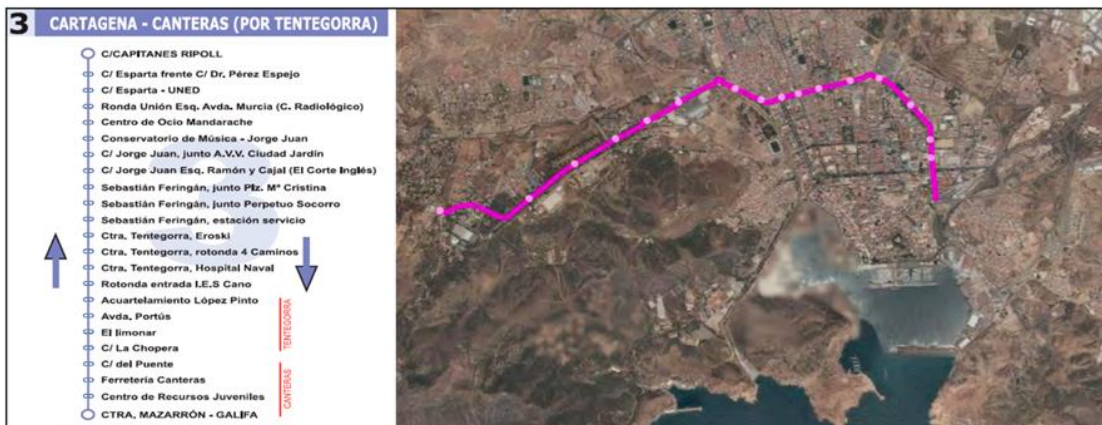 3 CARTAGENA - CANTERAS (POR TENTEGORRA)
C/CAPITANES RIPOLL
C/ Esparta frente C/ Dr. Pérez Espejo
C/ Esparta - UNED
Ronda Unión Esq. Avda. Murcia (C. Radiológico)
Centro de Ocio Mandarache
Conservatorio de Música - Jorge Juan
C/ Jorge Juan, junto A.V.V. Ciudad Jardín
C/ Jorge Juan Esq. Ramón y Cajal (El Corte Inglés)
Sebastián Feringán, junto Plz. Mª Cristina
Sebastián Feringán, junto Perpetuo Socorro
Sebastián Feringán, estación servicio
Ctra, Tentegorra, Eroski
Ctra, Tentegorra, rotonda 4 Caminos
Ctra, Tentegorra, Hospital Naval
Rotonda entrada I.E.S Cano
Acuartelamiento López Pinto
Avda, Portús
El limonar
C/ La Chopera
C/ del Puente
Ferretería Canteras
Centro de Recursos Juveniles
CTRA, MAZARRÓN - GALIFA
TENTEGORRA
CANTERAS
3